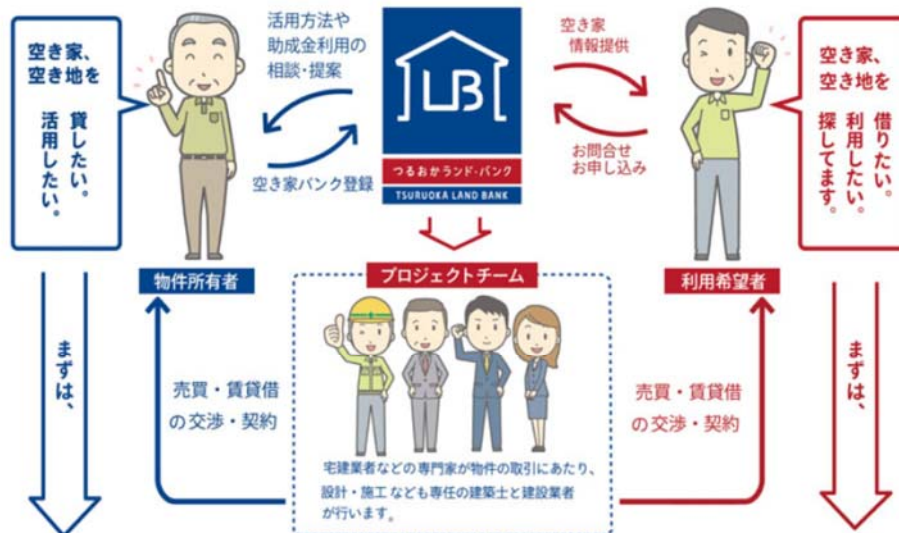 空き家、
空き地を
貸したい。
活用したい。
活用方法や
助成金利用の
相談・提案
空き家バンク登録
LB
つるおかランド・バンク
TSURUOKA LAND BANK
空き家
情報提供
お問合せ
お申し込み
空き家、
空き地を
借りたい。
利用したい。
探してます。
物件所有者
プロジェクトチーム
利用希望者
まずは、
売買・賃貸借
の交渉・契約
宅建業者などの専門家が物件の取引にあたり、
設計・施工なども専任の建築士と建設業者
が行います。
売買・賃貸借
の交渉・契約
まずは、